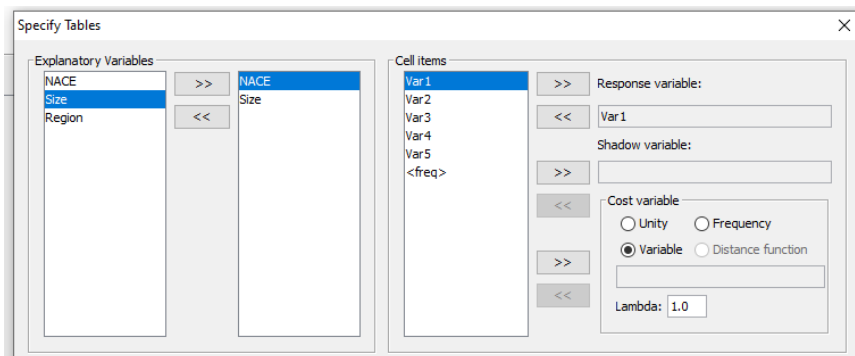 Specify Tables
Explanatory Variables
NACE
Size
Region
>>
<<
NACE
Size
Cell items
Var1
Var2
Var3
Var4
Var5
<freq>
>>
<<
Response variable:
Var1
Shadow variable:
>>
<<
Cost variable
Unity
Frequency
Variable
Distance function
>>
<<
Lambda: 1.0